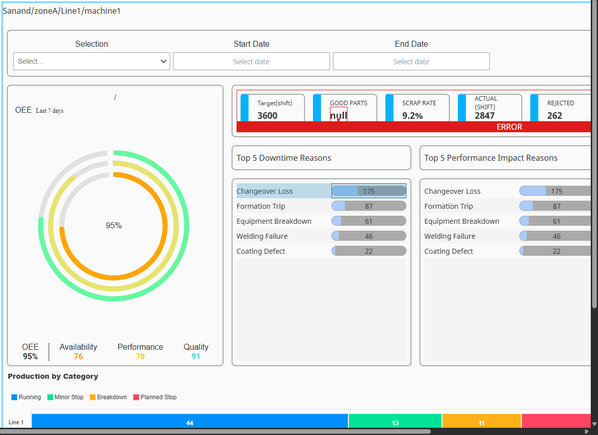 Sanand/zoneA/Line1/machine1
Selection
Start Date
End Date
Select...
Select date
Select date
/
OEE Last 7 days
95%
OEE
95%
Availability
76
Performance
78
Quality
91
Target(shift)
3600
GOOD PARTS
null
SCRAP RATE
9.2%
ACTUAL
(SHIFT)
2847
REJECTED
262
ERROR
Top 5 Downtime Reasons
Changeover Loss 175
Formation Trip 87
Equipment Breakdown 61
Welding Failure 46
Coating Defect 22
Top 5 Performance Impact Reasons
Changeover Loss 175
Formation Trip 87
Equipment Breakdown 61
Welding Failure 46
Coating Defect 22
Production by Category
Running Minor Stop Breakdown Planned Stop
Line 1 44 13 11